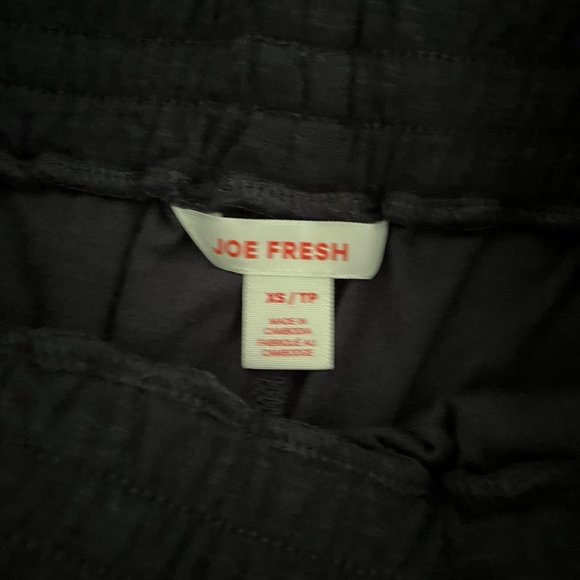 JOE FRESH
XS / TP
MADE IN
CAMBODIA
FABRIQUÉ AU
CAMBODGE